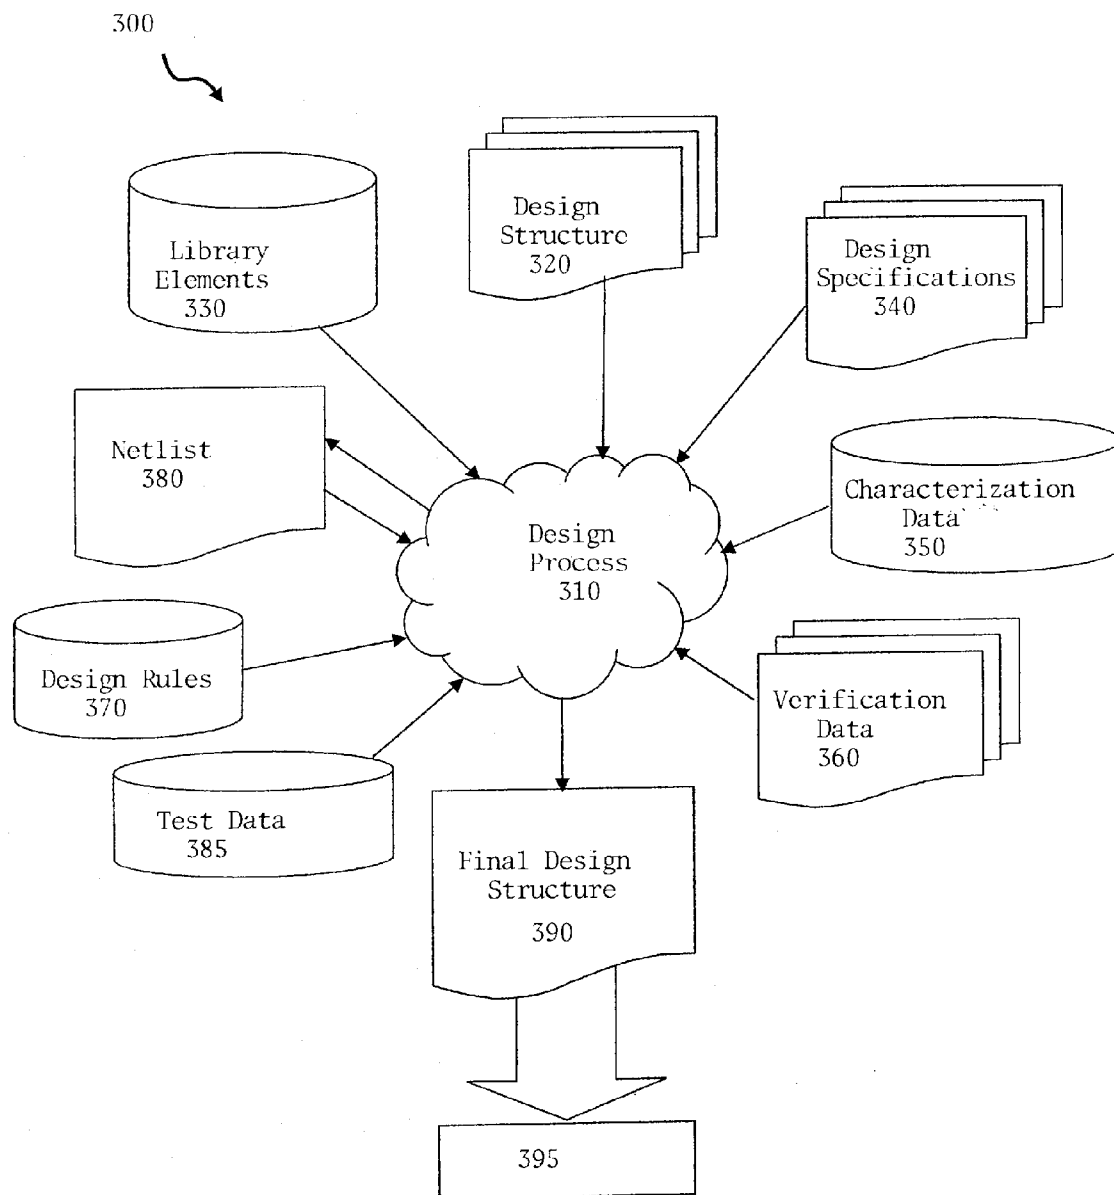 300
Library
Elements
330
Design
Structure
320
Design
Specifications
340
Netlist
380
Design
Process
310
Characterization
Data
350
Design Rules
370
Verification
Data
360
Test Data
385
Final Design
Structure
390
395